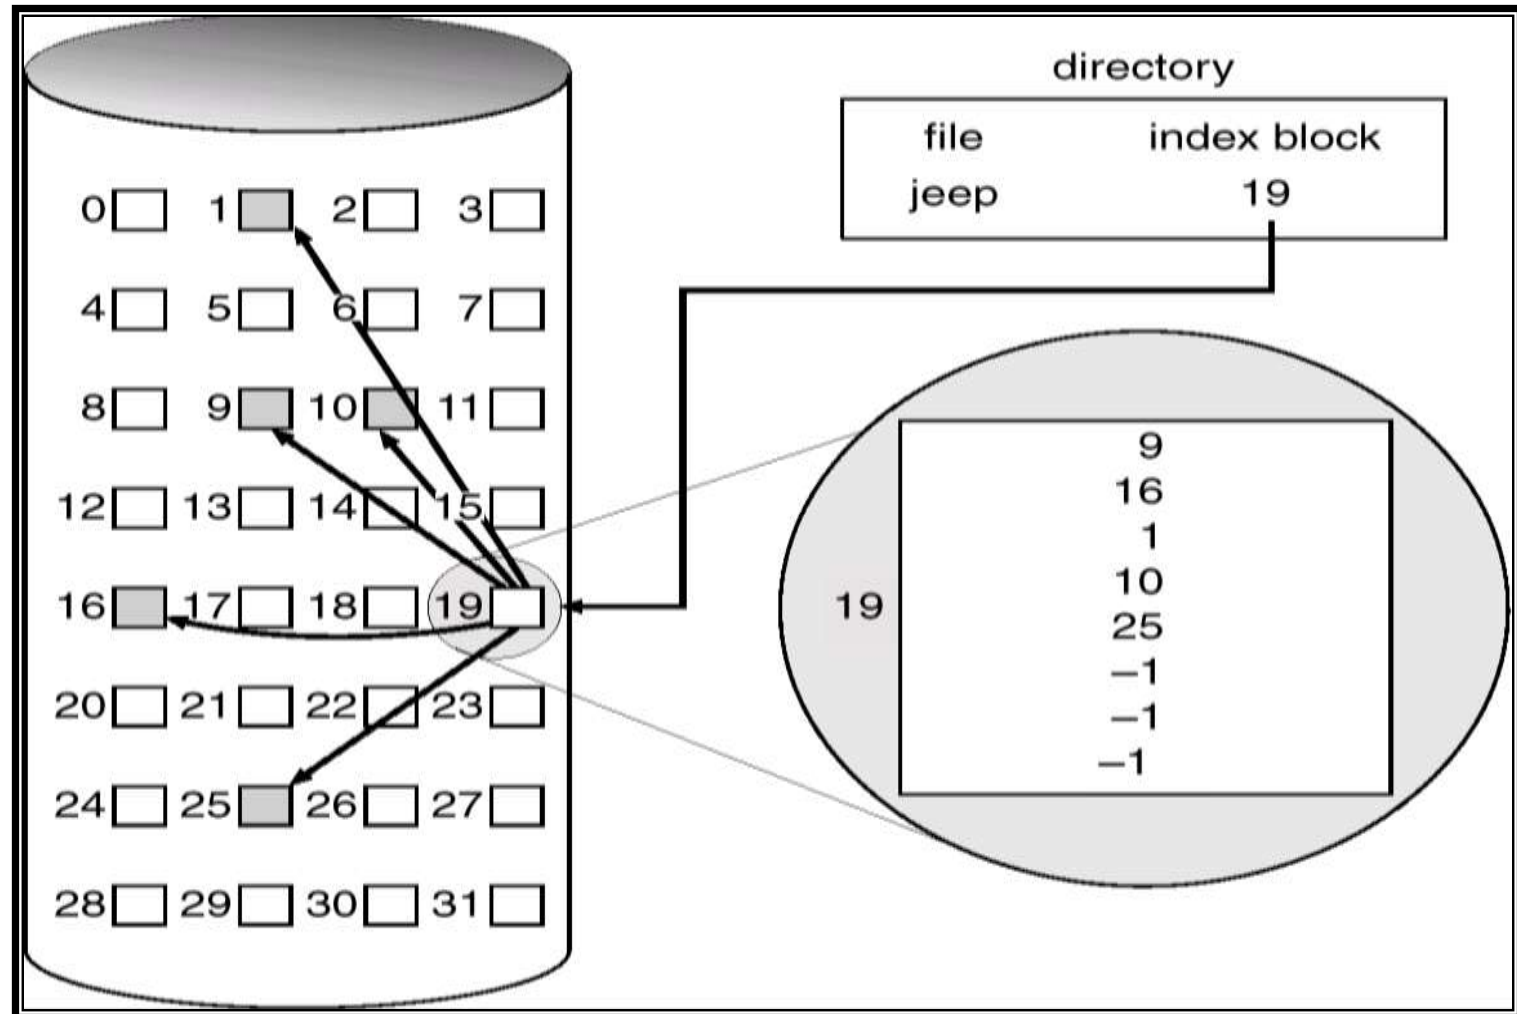 directory
file index block
jeep 19
0 1 2 3
4 5 6 7
8 9 10 11
12 13 14 15
16 17 18 19
20 21 22 23
24 25 26 27
28 29 30 31
19
9
16
1
10
25
–1
–1
–1